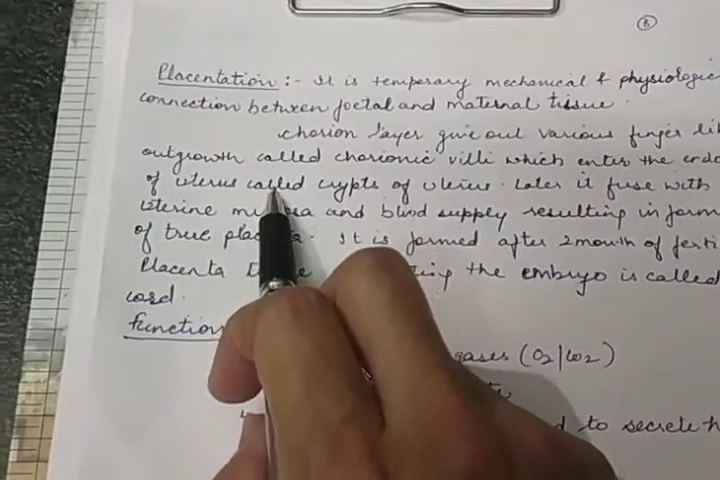 Placentation :- It is temporary mechanical & physiologic
connection between foetal and maternal tissue.
chorion layer give out various finger lik
outgrowth called chorionic villi which enter the endo
of uterus called crypts of uterus. Later it fuse with
uterine and blood supply resulting in form
of true It is formed after 2 month of ferti
Placenta the embryo is called
cord.
function
gases (O2/CO2)
to secrete h